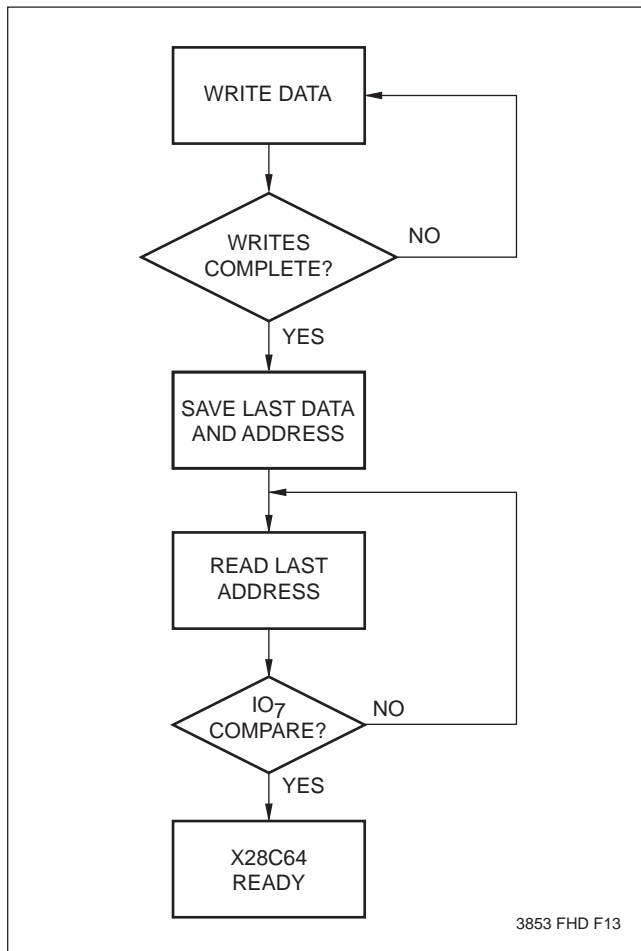 WRITE DATA
WRITES
COMPLETE?
NO
YES
SAVE LAST DATA
AND ADDRESS
READ LAST
ADDRESS
IO7
COMPARE?
NO
YES
X28C64
READY
3853 FHD F13